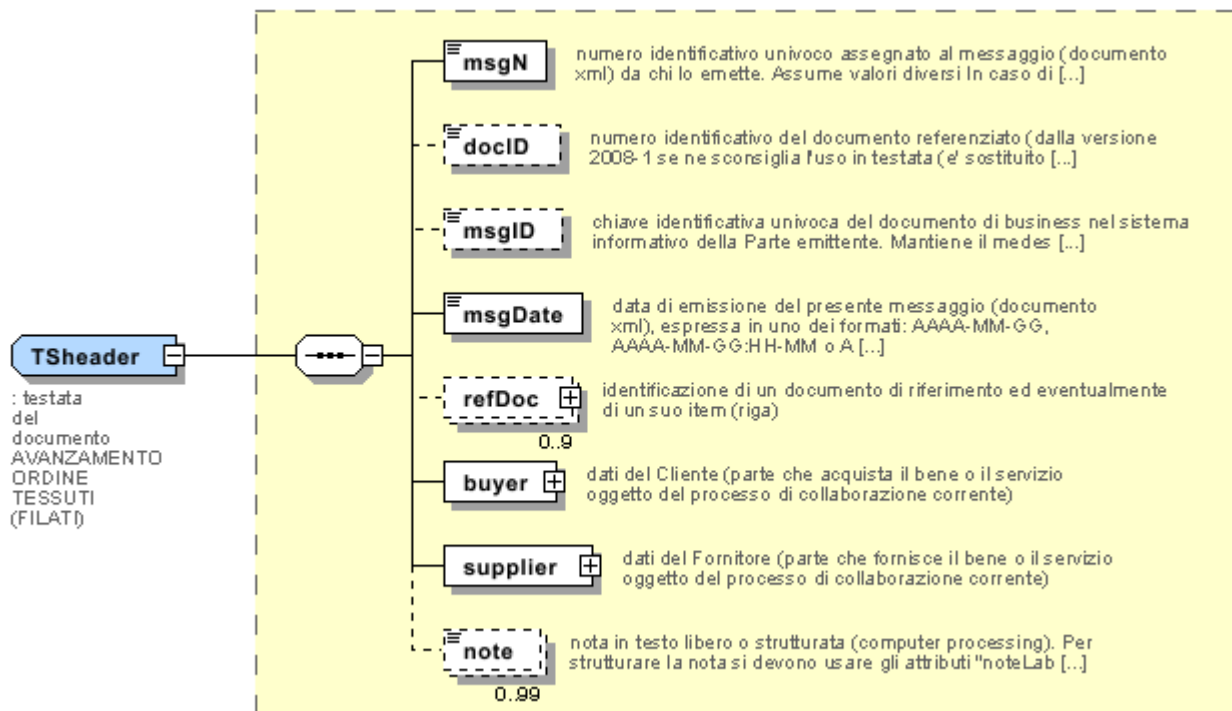 msgN
numero identificativo univoco assegnato al messaggio (documento
xml) da chi lo emette. Assume valori diversi In caso di [...]
docID
numero identificativo del documento referenziato (dalla versione
2008-1 se ne sconsiglia l'uso in testata (e' sostituito [...]
msgID
chiave identificativa univoca del documento di business nel sistema
informativo della Parte emittente. Mantiene il medes [...]
msgDate
data di emissione del presente messaggio (documento
xml), espressa in uno dei formati: AAAA-MM-GG,
AAAA-MM-GG:HH-MM o A [...]
TSheader
: testata
del
documento
AVANZAMENTO
ORDINE
TESSUTI
(FILATI)
refDoc
identificazione di un documento di riferimento ed eventualmente
di un suo item (riga)
0..9
buyer
dati del Cliente (parte che acquista il bene o il servizio
oggetto del processo di collaborazione corrente)
supplier
dati del Fornitore (parte che fornisce il bene o il servizio
oggetto del processo di collaborazione corrente)
note
nota in testo libero o strutturata (computer processing). Per
strutturare la nota si devono usare gli attributi "noteLab [...]
0..99